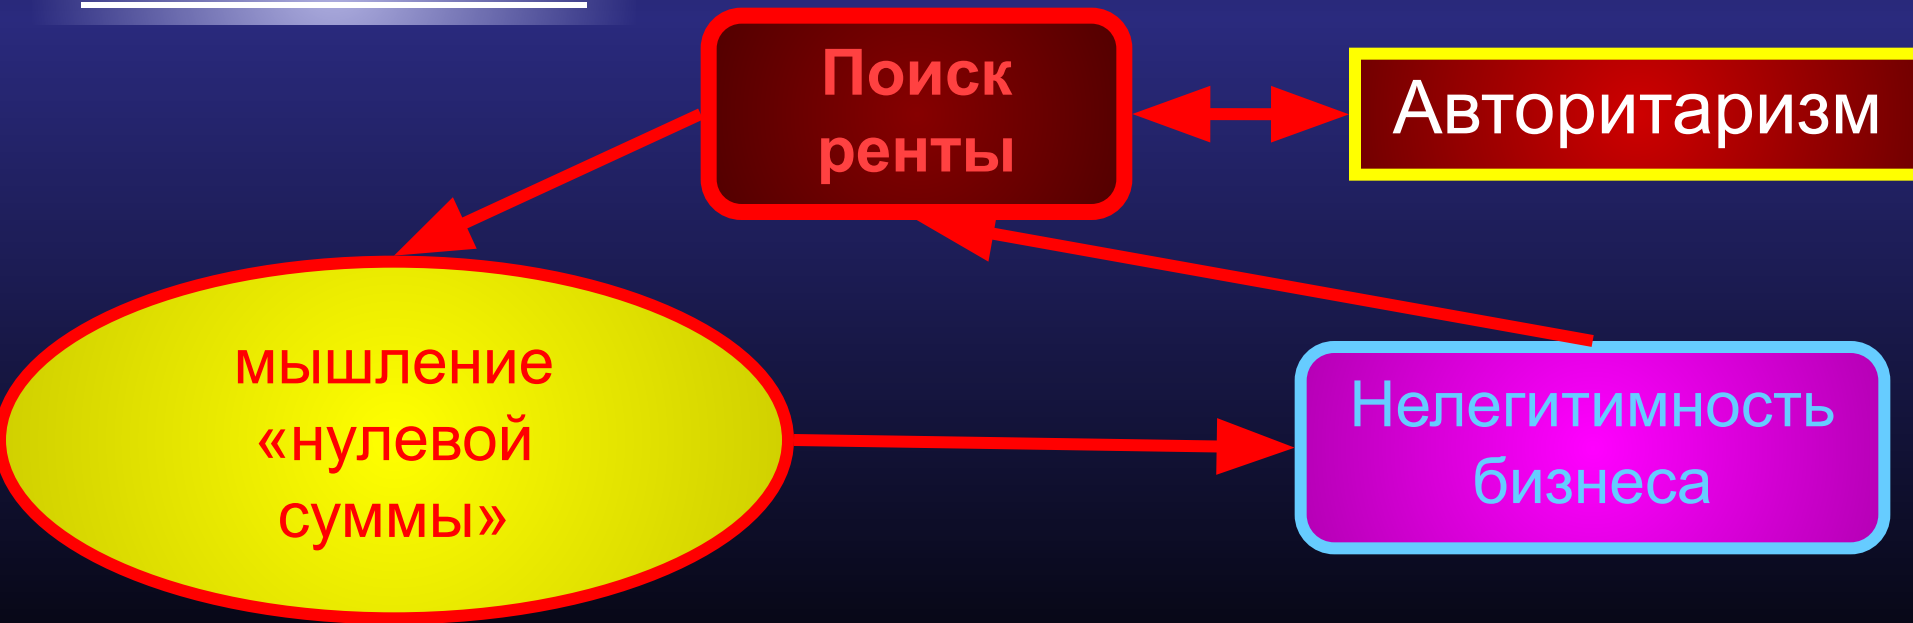 Поиск
ренты
Авторитаризм
мышление
«нулевой
суммы»
Нелегитимность
бизнеса